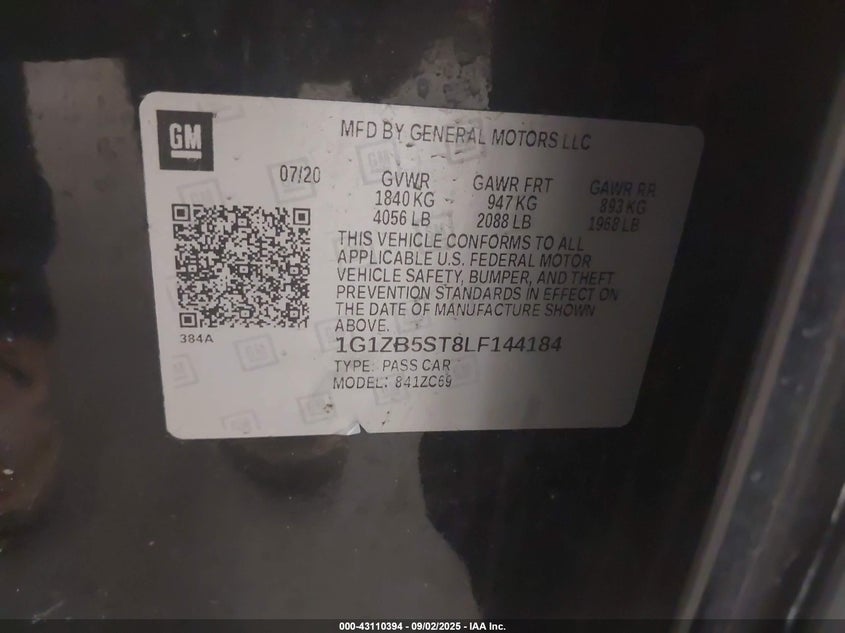 GM
MFD BY GENERAL MOTORS LLC
07/20
GVWR GAWR FRT GAWR RR
1840 KG 947 KG 893 KG
4056 LB 2088 LB 1968 LB
THIS VEHICLE CONFORMS TO ALL
APPLICABLE U.S. FEDERAL MOTOR
VEHICLE SAFETY, BUMPER, AND THEFT
PREVENTION STANDARDS IN EFFECT ON
THE DATE OF MANUFACTURE SHOWN
ABOVE.
384A
1G1ZB5ST8LF144184
TYPE: PASS CAR
MODEL: 841ZC69
000-43110394 - 09/02/2025 - IAA Inc.